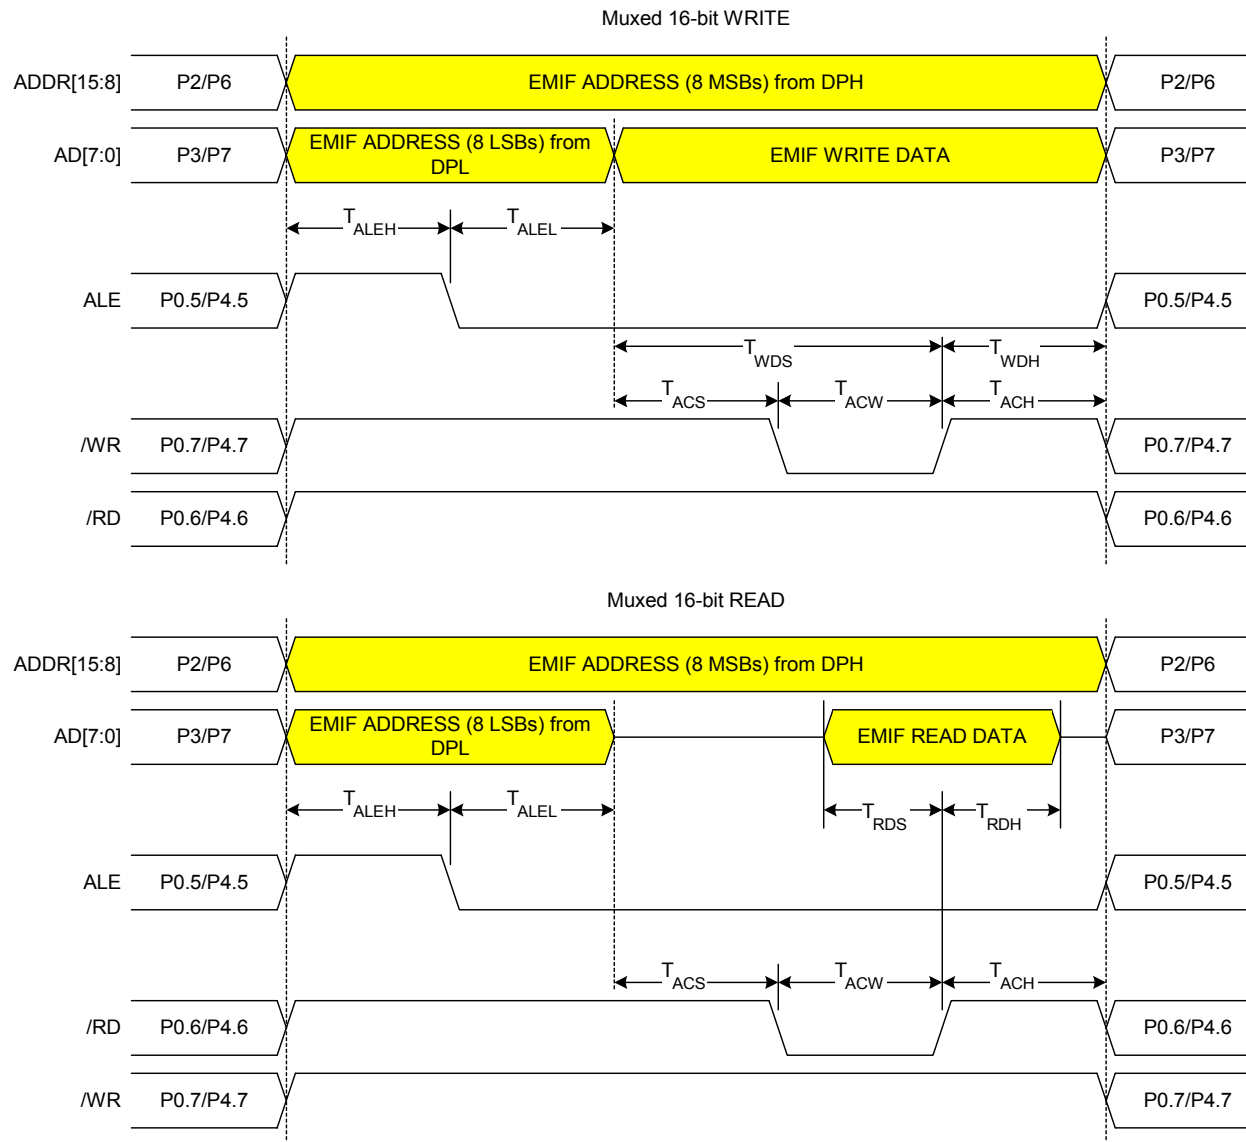 Muxed 16-bit WRITE
ADDR[15:8] P2/P6 EMIF ADDRESS (8 MSBs) from DPH P2/P6
AD[7:0] P3/P7 EMIF ADDRESS (8 LSBs) from DPL EMIF WRITE DATA P3/P7
TALEH TALEL
ALE P0.5/P4.5 P0.5/P4.5
TWDS TWDH
TACS TACW TACH
/WR P0.7/P4.7 P0.7/P4.7
/RD P0.6/P4.6 P0.6/P4.6
Muxed 16-bit READ
ADDR[15:8] P2/P6 EMIF ADDRESS (8 MSBs) from DPH P2/P6
AD[7:0] P3/P7 EMIF ADDRESS (8 LSBs) from DPL EMIF READ DATA P3/P7
TALEH TALEL TRDS TRDH
ALE P0.5/P4.5 P0.5/P4.5
TACS TACW TACH
/RD P0.6/P4.6 P0.6/P4.6
/WR P0.7/P4.7 P0.7/P4.7